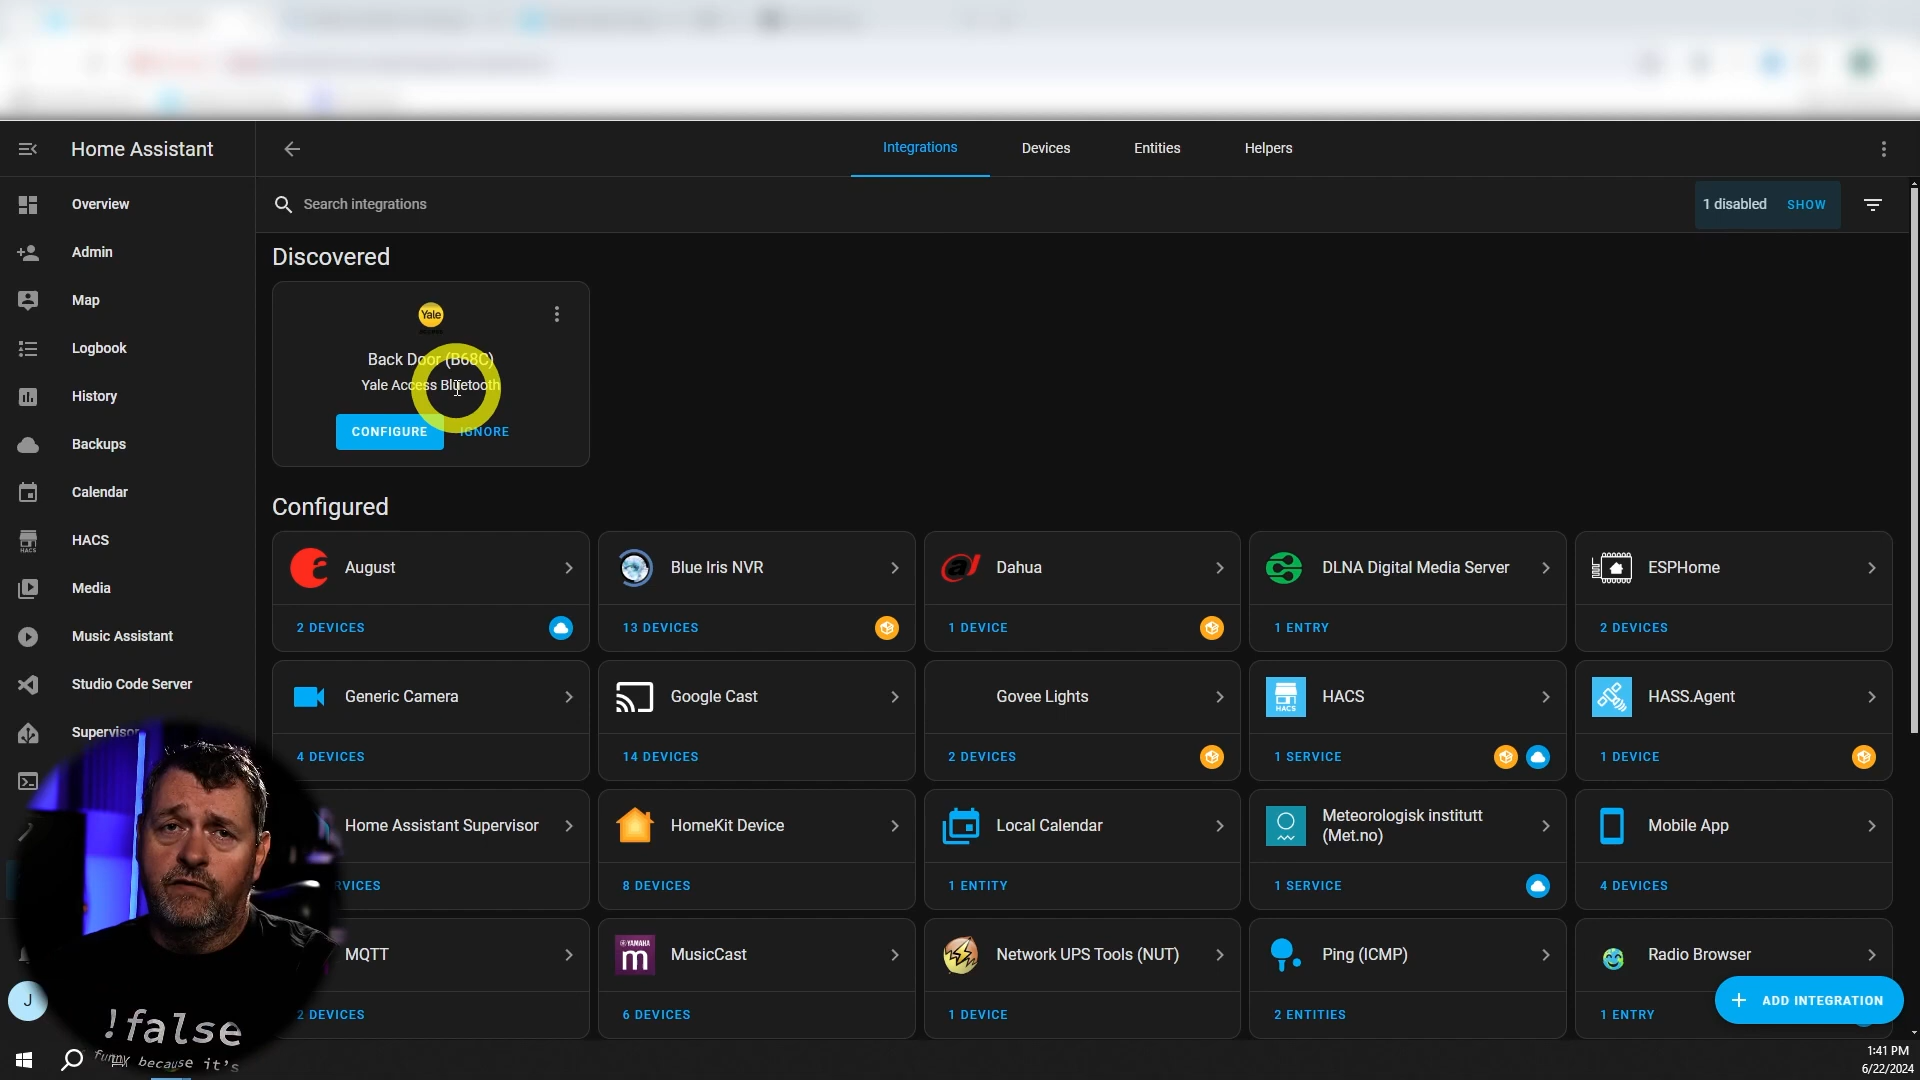 Home Assistant
Integrations
Devices
Entities
Helpers
Overview
Admin
Map
Logbook
History
Backups
Calendar
HACS
Media
Music Assistant
Studio Code Server
Supervisor
Search integrations
1 disabled
SHOW
Discovered
Yale
Back Door (B68C)
Yale Access Bluetooth
CONFIGURE
IGNORE
Configured
August
2 DEVICES
Blue Iris NVR
13 DEVICES
Dahua
1 DEVICE
DLNA Digital Media Server
1 ENTRY
ESPHome
2 DEVICES
Generic Camera
4 DEVICES
Google Cast
14 DEVICES
Govee Lights
2 DEVICES
HACS
HACS
1 SERVICE
HASS.Agent
1 DEVICE
Home Assistant Supervisor
RVICES
HomeKit Device
8 DEVICES
Local Calendar
1 ENTITY
Meteorologisk institutt
(Met.no)
1 SERVICE
Mobile App
4 DEVICES
MQTT
2 DEVICES
YAMAHA
MusicCast
6 DEVICES
Network UPS Tools (NUT)
1 DEVICE
Ping (ICMP)
2 ENTITIES
Radio Browser
1 ENTRY
ADD INTEGRATION
J
!false
funny because it's
1:41 PM
6/22/2024